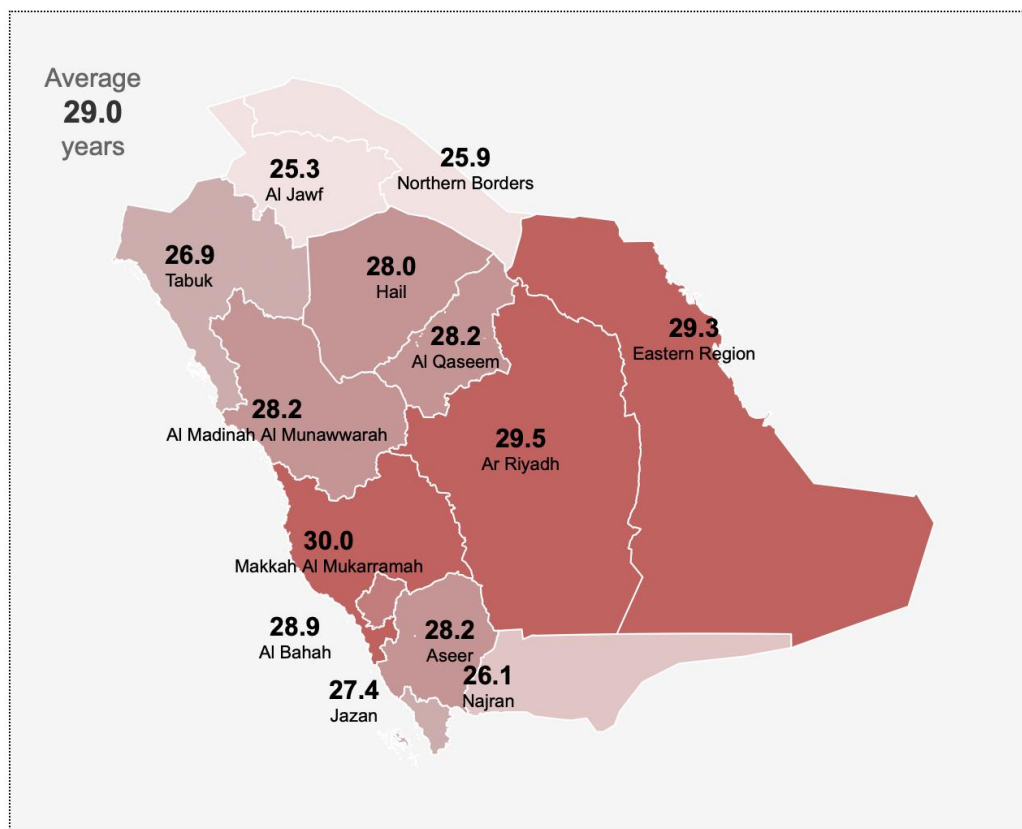 Average
29.0
years
25.3
Al Jawf
25.9
Northern Borders
26.9
Tabuk
28.0
Hail
28.2
Al Qaseem
29.3
Eastern Region
28.2
Al Madinah Al Munawwarah
29.5
Ar Riyadh
30.0
Makkah Al Mukarramah
28.9
Al Bahah
28.2
Aseer
26.1
Najran
27.4
Jazan